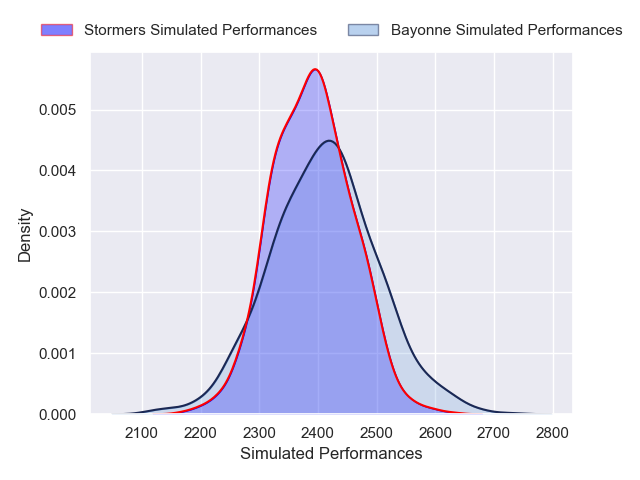 Stormers Simulated Performances
Bayonne Simulated Performances
Density
0.005
0.004
0.003
0.002
0.001
0.000
2100 2200 2300 2400 2500 2600 2700 2800
Simulated Performances